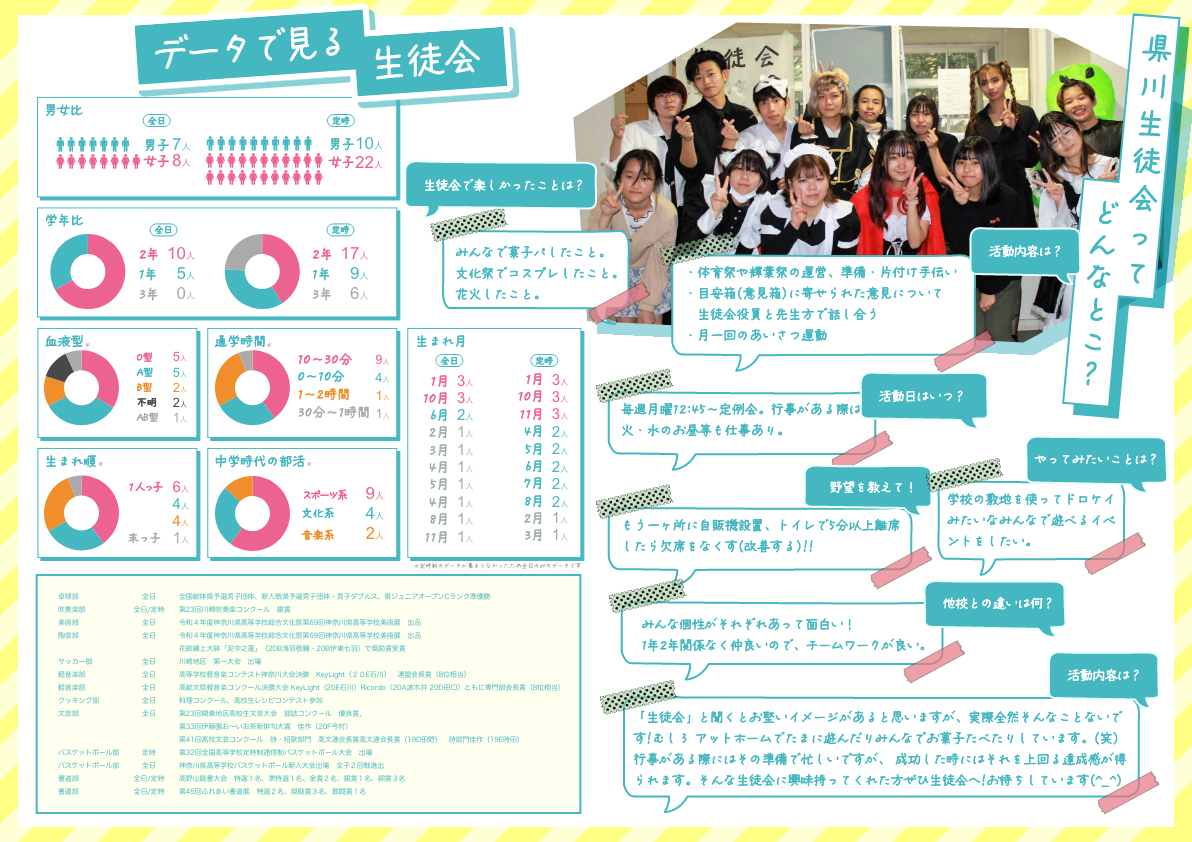 データで見る
生徒会
男女比
全日
男子7人
女子8人
定時
男子10人
女子22人
学年比
全日
2年 10人
1年 5人
3年 0人
定時
2年 17人
1年 9人
3年 6人
血液型※
O型 5人
A型 5人
B型 2人
不明 2人
AB型 1人
通学時間※
10〜30分 9人
0〜10分 4人
1〜2時間 1人
30分〜1時間 1人
生まれ順※
1人っ子 6人
4人
4人
末っ子 1人
中学時代の部活※
スポーツ系 9人
文化系 4人
音楽系 2人
生まれ月
全日
1月 3人
10月 3人
6月 2人
2月 1人
3月 1人
4月 1人
5月 1人
4月 1人
8月 1人
11月 1人
定時
1月 3人
10月 3人
11月 3人
4月 2人
5月 2人
6月 2人
7月 2人
8月 2人
2月 1人
3月 1人
※定時制のデータが集まらなかったため全日のみのデータです
卓球部 全日 全国総体県予選男子団体、新人戦県予選男子団体・男子ダブルス、県ジュニアオープンCランク準優勝
吹奏楽部 全日/定時 第23回川崎吹奏楽コンクール 銀賞
美術部 全日 令和4年度神奈川県高等学校総合文化祭第69回神奈川県高等学校美術展 出品
陶芸部 全日 令和4年度神奈川県高等学校総合文化祭第69回神奈川県高等学校美術展 出品
花紋練上大鉢「泥中之蓮」(20B浅羽敬輔・20B伊東七羽)で奨励賞受賞
サッカー部 全日 川崎地区 第一大会 出場
軽音楽部 全日 高等学校軽音楽コンテスト神奈川大会決勝 KeyLight(20E石川) 連盟会長賞(8位相当)
軽音楽部 全日 高総文祭軽音楽コンクール決勝大会 KeyLight(20E石川) Ricordo(20A波木井 20D田口)ともに専門部会長賞(8位相当)
クッキング部 全日 料理コンクール、高校生レシピコンテスト参加
文芸部 全日 第23回関東地区高校生文芸大会 部誌コンクール 優良賞、
第33回伊藤園お〜いお茶新俳句大賞 佳作(20F今村)
第41回高校文芸コンクール 詩・短歌部門 高文連会長賞高文連会長賞(19D田野) 詩部門佳作(19E時田)
バスケットボール部 定時 第32回全国高等学校定時制通信制バスケットボール大会 出場
バスケットボール部 全日 神奈川県高等学校バスケットボール新人大会出場 女子2回戦進出
書道部 全日/定時 高野山競書大会 特選1名、準特選1名、金賞2名、銀賞1名、銅賞3名
書道部 全日/定時 第45回ふれあい書道展 特選2名、奨励賞3名、敢闘賞1名
徒会
県川生徒会って
どんなとこ?
生徒会で楽しかったことは?
みんなで菓子パしたこと。
文化祭でコスプレしたこと。
花火したこと。
活動内容は?
・体育祭や輝葉祭の運営、準備・片付け手伝い
・目安箱(意見箱)に寄せられた意見について
生徒会役員と先生方で話し合う
・月一回のあいさつ運動
活動日はいつ?
毎週月曜12:45〜定例会。行事がある際は
火・水のお昼等も仕事あり。
やってみたいことは?
学校の敷地を使ってドロケイ
みたいなみんなで遊べるイベ
ントをしたい。
野望を教えて!
もう一ヶ所に自販機設置、トイレで5分以上離席
したら欠席をなくす(改善する)!!
他校との違いは何?
みんな個性がそれぞれあって面白い!
1年2年関係なく仲良いので、チームワークが良い。
活動内容は?
「生徒会」と聞くとお堅いイメージがあると思いますが、実際全然そんなことないで
す!むしろ アットホームでたまに遊んだりみんなでお菓子たべたりしています。(笑)
行事がある際にはその準備で忙しいですが、 成功した時にはそれを上回る達成感が得
られます。そんな生徒会に興味持ってくれた方ぜひ生徒会へ!お待ちしています(^_^)